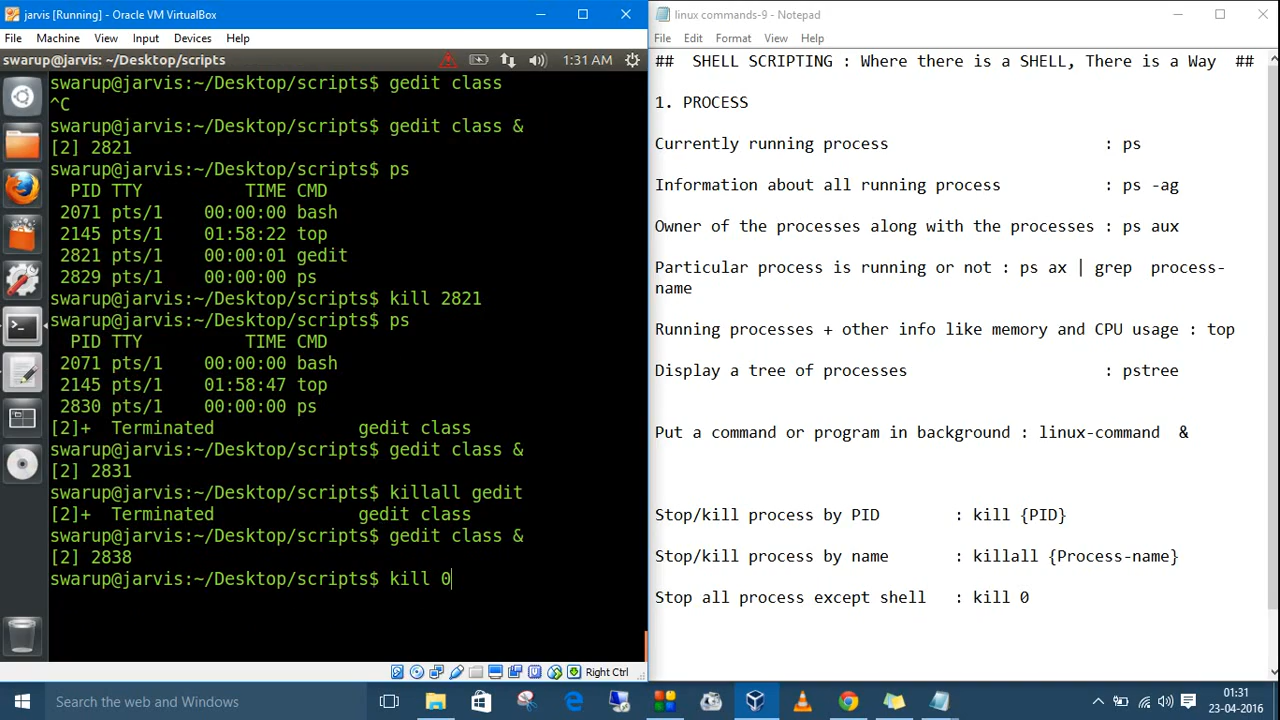 jarvis [Running] - Oracle VM VirtualBox
File Machine View Input Devices Help
swarup@jarvis: ~/Desktop/scripts 1:31 AM
swarup@jarvis:~/Desktop/scripts$ gedit class
^C
swarup@jarvis:~/Desktop/scripts$ gedit class &
[2] 2821
swarup@jarvis:~/Desktop/scripts$ ps
  PID TTY          TIME CMD
 2071 pts/1    00:00:00 bash
 2145 pts/1    01:58:22 top
 2821 pts/1    00:00:01 gedit
 2829 pts/1    00:00:00 ps
swarup@jarvis:~/Desktop/scripts$ kill 2821
swarup@jarvis:~/Desktop/scripts$ ps
  PID TTY          TIME CMD
 2071 pts/1    00:00:00 bash
 2145 pts/1    01:58:47 top
 2830 pts/1    00:00:00 ps
[2]+  Terminated              gedit class
swarup@jarvis:~/Desktop/scripts$ gedit class &
[2] 2831
swarup@jarvis:~/Desktop/scripts$ killall gedit
[2]+  Terminated              gedit class
swarup@jarvis:~/Desktop/scripts$ gedit class &
[2] 2838
swarup@jarvis:~/Desktop/scripts$ kill 0
Right Ctrl
linux commands-9 - Notepad
File Edit Format View Help
##  SHELL SCRIPTING : Where there is a SHELL, There is a Way  ##
1. PROCESS
Currently running process : ps
Information about all running process : ps -ag
Owner of the processes along with the processes : ps aux
Particular process is running or not : ps ax | grep  process-
name
Running processes + other info like memory and CPU usage : top
Display a tree of processes : pstree
Put a command or program in background : linux-command  &
Stop/kill process by PID : kill {PID}
Stop/kill process by name : killall {Process-name}
Stop all process except shell : kill 0
Search the web and Windows
01:31
23-04-2016